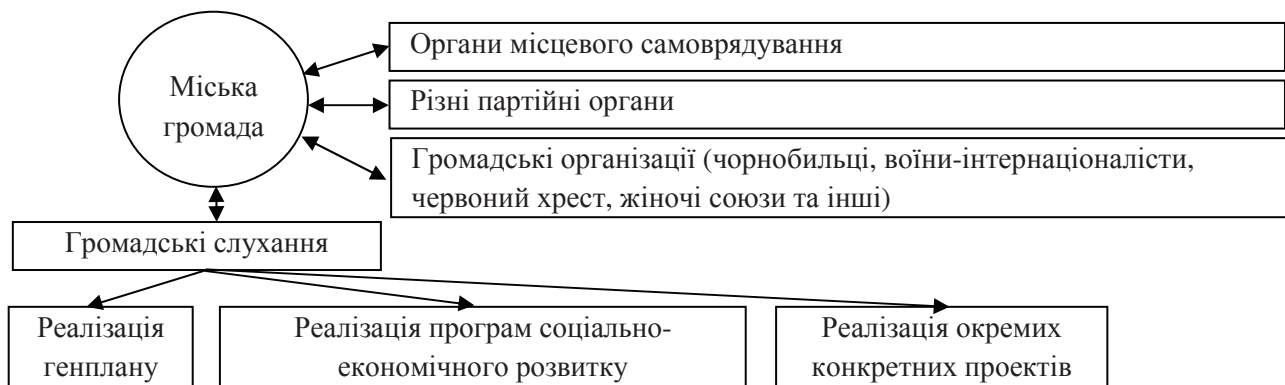 Органи місцевого самоврядування
Міська
громада
Різні партійні органи
Громадські організації (чорнобильці, воїни-інтернаціоналісти,
червоний хрест, жіночі союзи та інші)
Громадські слухання
Реалізація
генплану
Реалізація програм соціально-
економічного розвитку
Реалізація окремих
конкретних проектів